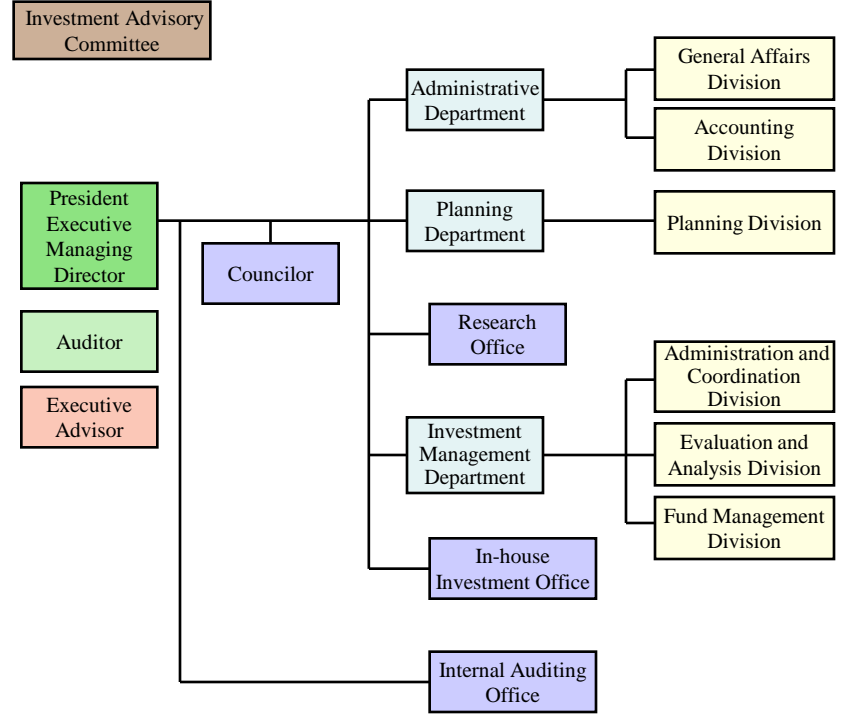 Investment Advisory
Committee
President
Executive
Managing
Director
Auditor
Executive
Advisor
Councilor
Administrative
Department
Planning
Department
Research
Office
Investment
Management
Department
In-house
Investment Office
Internal Auditing
Office
General Affairs
Division
Accounting
Division
Planning Division
Administration and
Coordination
Division
Evaluation and
Analysis Division
Fund Management
Division